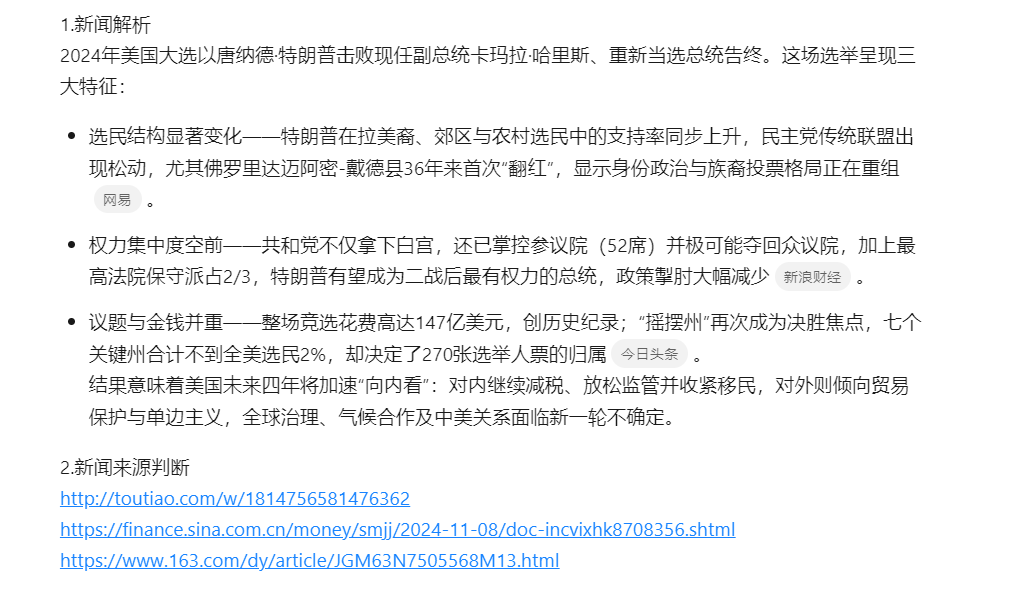 1.新闻解析
2024年美国大选以唐纳德·特朗普击败现任副总统卡玛拉·哈里斯、重新当选总统告终。这场选举呈现三
大特征：
• 选民结构显著变化——特朗普在拉美裔、郊区与农村选民中的支持率同步上升，民主党传统联盟出
现松动，尤其佛罗里达迈阿密-戴德县36年来首次“翻红”，显示身份政治与族裔投票格局正在重组
网易 。
• 权力集中度空前——共和党不仅拿下白宫，还已掌控参议院（52席）并极可能夺回众议院，加上最
高法院保守派占2/3，特朗普有望成为二战后最有权力的总统，政策掣肘大幅减少 新浪财经 。
• 议题与金钱并重——整场竞选花费高达147亿美元，创历史纪录；“摇摆州”再次成为决胜焦点，七个
关键州合计不到全美选民2%，却决定了270张选举人票的归属 今日头条 。
结果意味着美国未来四年将加速“向内看”：对内继续减税、放松监管并收紧移民，对外则倾向贸易
保护与单边主义，全球治理、气候合作及中美关系面临新一轮不确定。
2.新闻来源判断
http://toutiao.com/w/1814756581476362
https://finance.sina.com.cn/money/smjj/2024-11-08/doc-incvixhk8708356.shtml
https://www.163.com/dy/article/JGM63N7505568M13.html